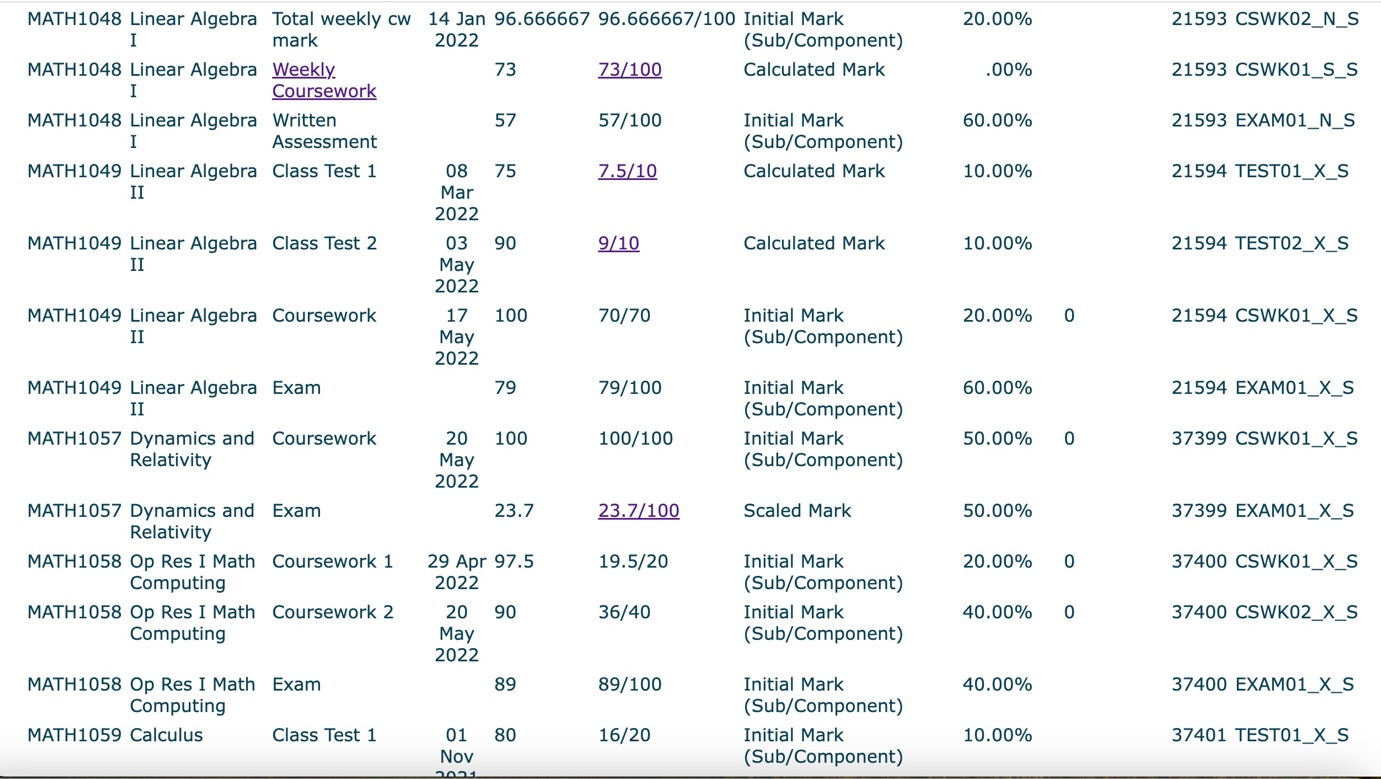 MATH1048 Linear Algebra Total weekly cw 14 Jan 96.666667 96.666667/100 Initial Mark 20.00% 21593 CSWK02_N_S
I mark 2022 (Sub/Component)
MATH1048 Linear Algebra Weekly 73 73/100 Calculated Mark .00% 21593 CSWK01_S_S
I Coursework
MATH1048 Linear Algebra Written 57 57/100 Initial Mark 60.00% 21593 EXAM01_N_S
I Assessment (Sub/Component)
MATH1049 Linear Algebra Class Test 1 08 75 7.5/10 Calculated Mark 10.00% 21594 TEST01_X_S
II Mar
2022
MATH1049 Linear Algebra Class Test 2 03 90 9/10 Calculated Mark 10.00% 21594 TEST02_X_S
II May
2022
MATH1049 Linear Algebra Coursework 17 100 70/70 Initial Mark 20.00% 0 21594 CSWK01_X_S
II May (Sub/Component)
2022
MATH1049 Linear Algebra Exam 79 79/100 Initial Mark 60.00% 21594 EXAM01_X_S
II (Sub/Component)
MATH1057 Dynamics and Coursework 20 100 100/100 Initial Mark 50.00% 0 37399 CSWK01_X_S
Relativity May (Sub/Component)
2022
MATH1057 Dynamics and Exam 23.7 23.7/100 Scaled Mark 50.00% 37399 EXAM01_X_S
Relativity
MATH1058 Op Res I Math Coursework 1 29 Apr 97.5 19.5/20 Initial Mark 20.00% 0 37400 CSWK01_X_S
Computing 2022 (Sub/Component)
MATH1058 Op Res I Math Coursework 2 20 90 36/40 Initial Mark 40.00% 0 37400 CSWK02_X_S
Computing May (Sub/Component)
2022
MATH1058 Op Res I Math Exam 89 89/100 Initial Mark 40.00% 37400 EXAM01_X_S
Computing (Sub/Component)
MATH1059 Calculus Class Test 1 01 80 16/20 Initial Mark 10.00% 37401 TEST01_X_S
Nov (Sub/Component)
2021